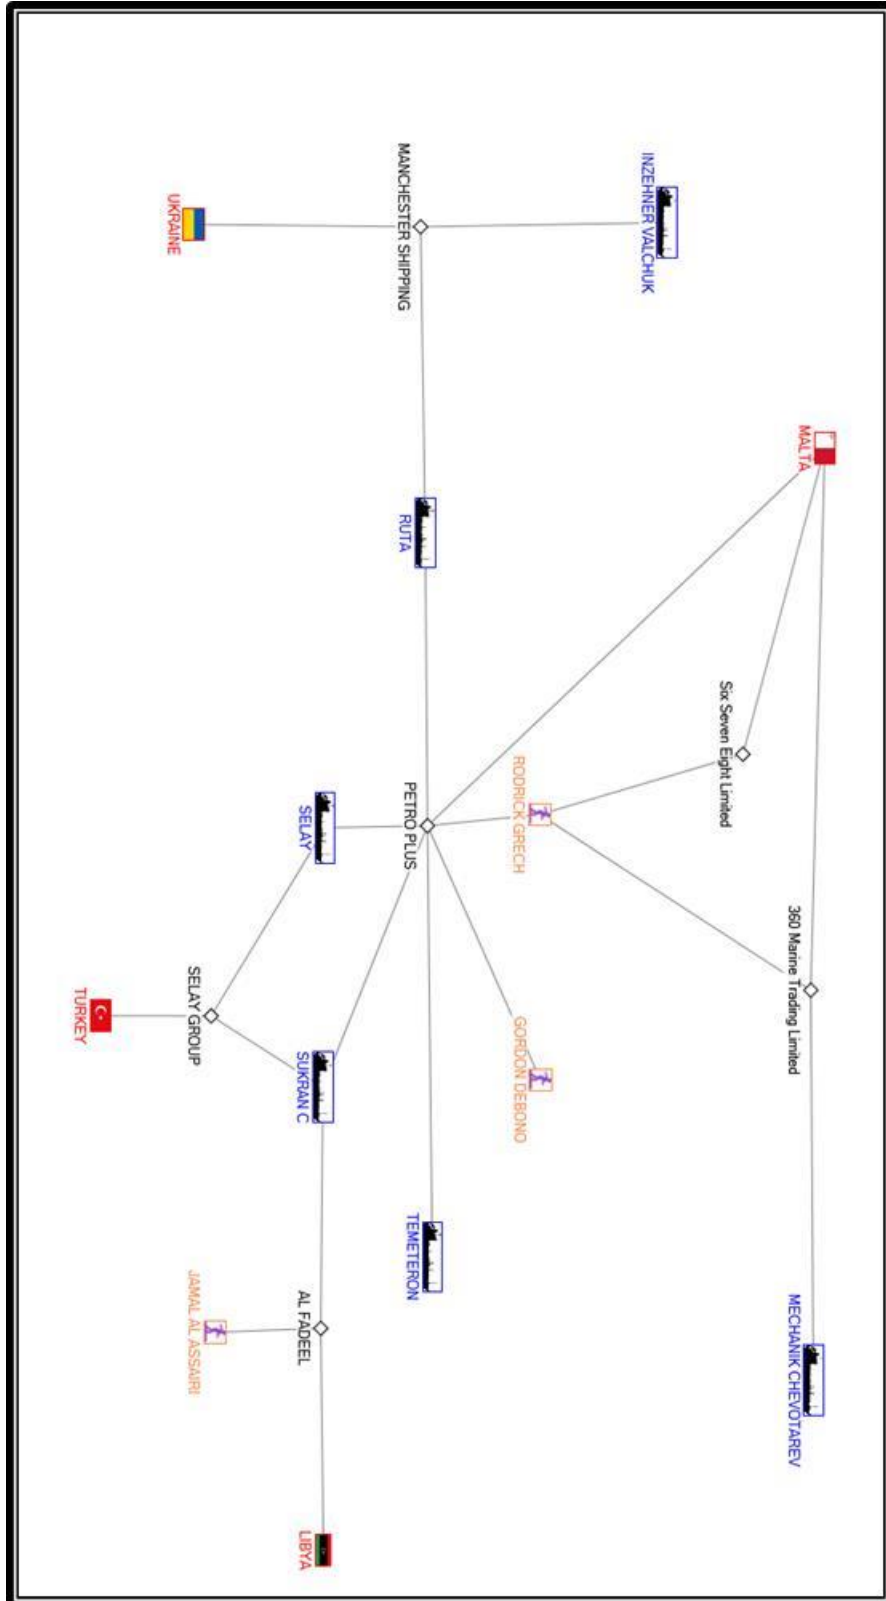 INZEHNER VALCHUK
MALTA
MECHANIK CHEVOTAREV
360 Marine Trading Limited
Six Seven Eight Limited
RODRICK GRECH
GORDON DEBONO
MANCHESTER SHIPPING
RUTA
PETRO PLUS
TEMETERON
SELAY
SUKRAN C
AL FADEEL
LIBYA
UKRAINE
SELAY GROUP
JAMAL AL ASSAIRI
TURKEY